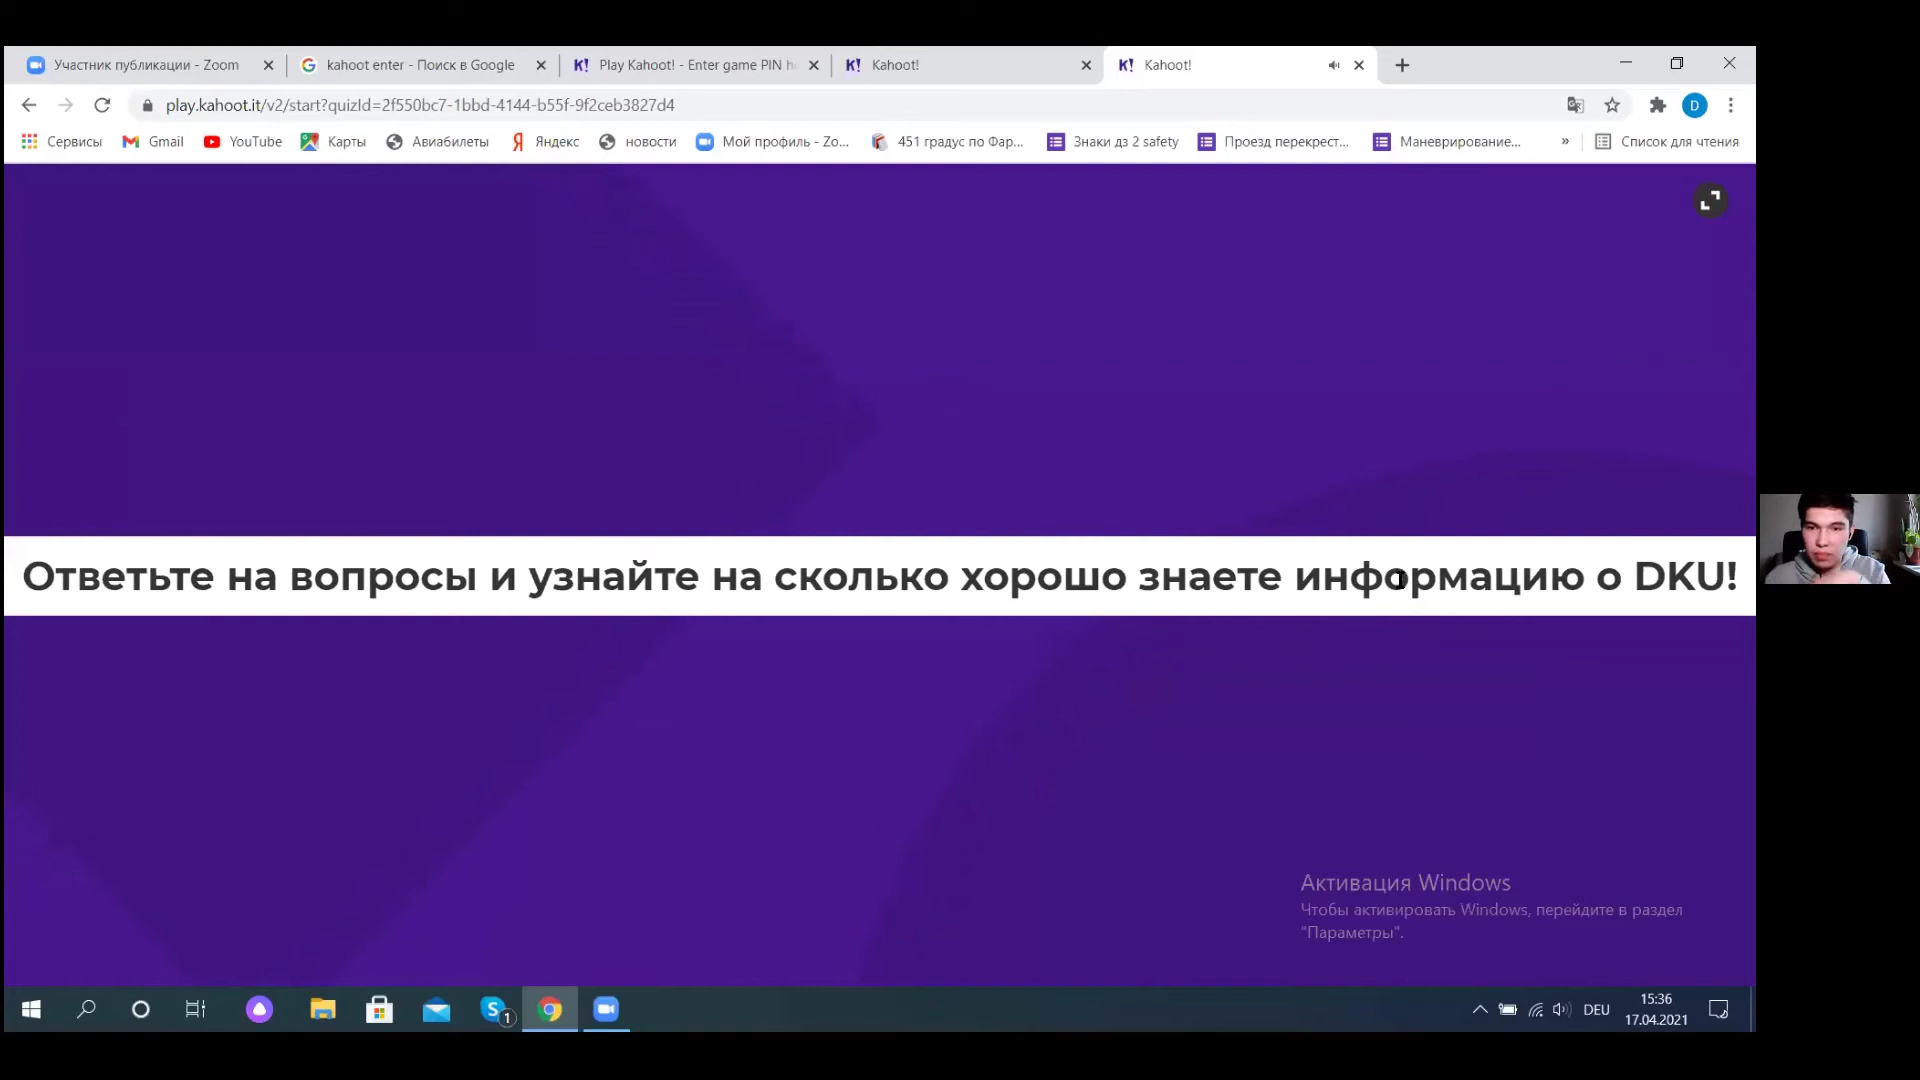 Участник публикации - Zoom
kahoot enter - Поиск в Google
K! Play Kahoot! - Enter game PIN h
K! Kahoot!
K! Kahoot!
play.kahoot.it/v2/start?quizId=2f550bc7-1bbd-4144-b55f-9f2ceb3827d4
D
Сервисы
Gmail
YouTube
Карты
Авиабилеты
Яндекс
новости
Мой профиль - Zo...
451 градус по Фар...
Знаки дз 2 safety
Проезд перекрест...
Маневрирование...
»
Список для чтения
Ответьте на вопросы и узнайте на сколько хорошо знаете информацию о DKU!
Активация Windows
Чтобы активировать Windows, перейдите в раздел
"Параметры".
1
DEU
15:36
17.04.2021